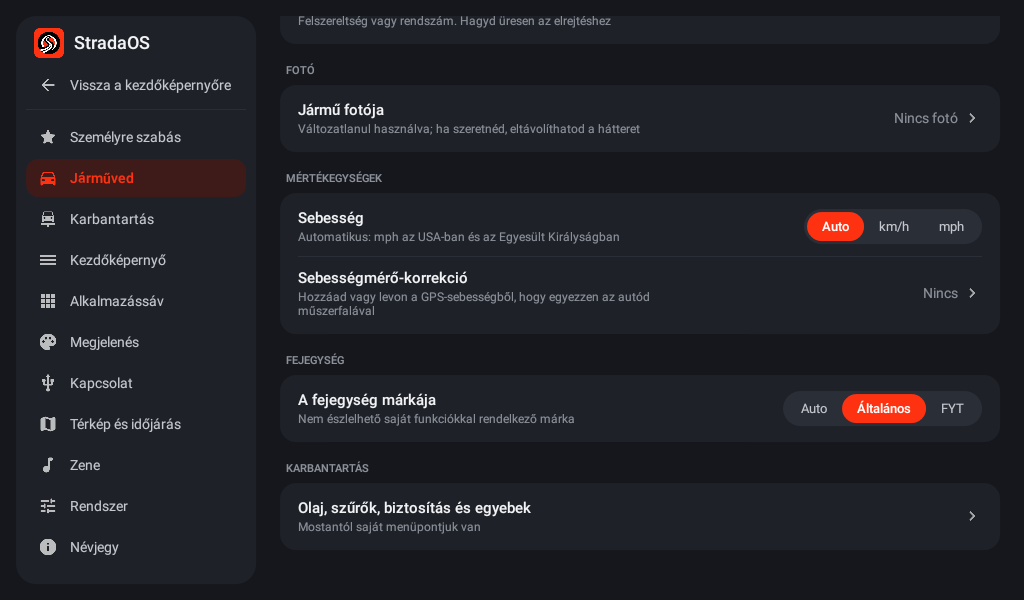 StradaOS
Vissza a kezdőképernyőre
Személyre szabás
Járműved
Karbantartás
Kezdőképernyő
Alkalmazássáv
Megjelenés
Kapcsolat
Térkép és időjárás
Zene
Rendszer
Névjegy
Felszereltség vagy rendszám. Hagyd üresen az elrejtéshez
FOTÓ
Jármű fotója
Változatlanul használva; ha szeretnéd, eltávolíthatod a hátteret
Nincs fotó
MÉRTÉKEGYSÉGEK
Sebesség
Automatikus: mph az USA-ban és az Egyesült Királyságban
Auto km/h mph
Sebességmérő-korrekció
Hozzáad vagy levon a GPS-sebességből, hogy egyezzen az autód
műszerfalával
Nincs
FEJEGYSÉG
A fejegység márkája
Nem észlelhető saját funkciókkal rendelkező márka
Auto Általános FYT
KARBANTARTÁS
Olaj, szűrők, biztosítás és egyebek
Mostantól saját menüpontjuk van